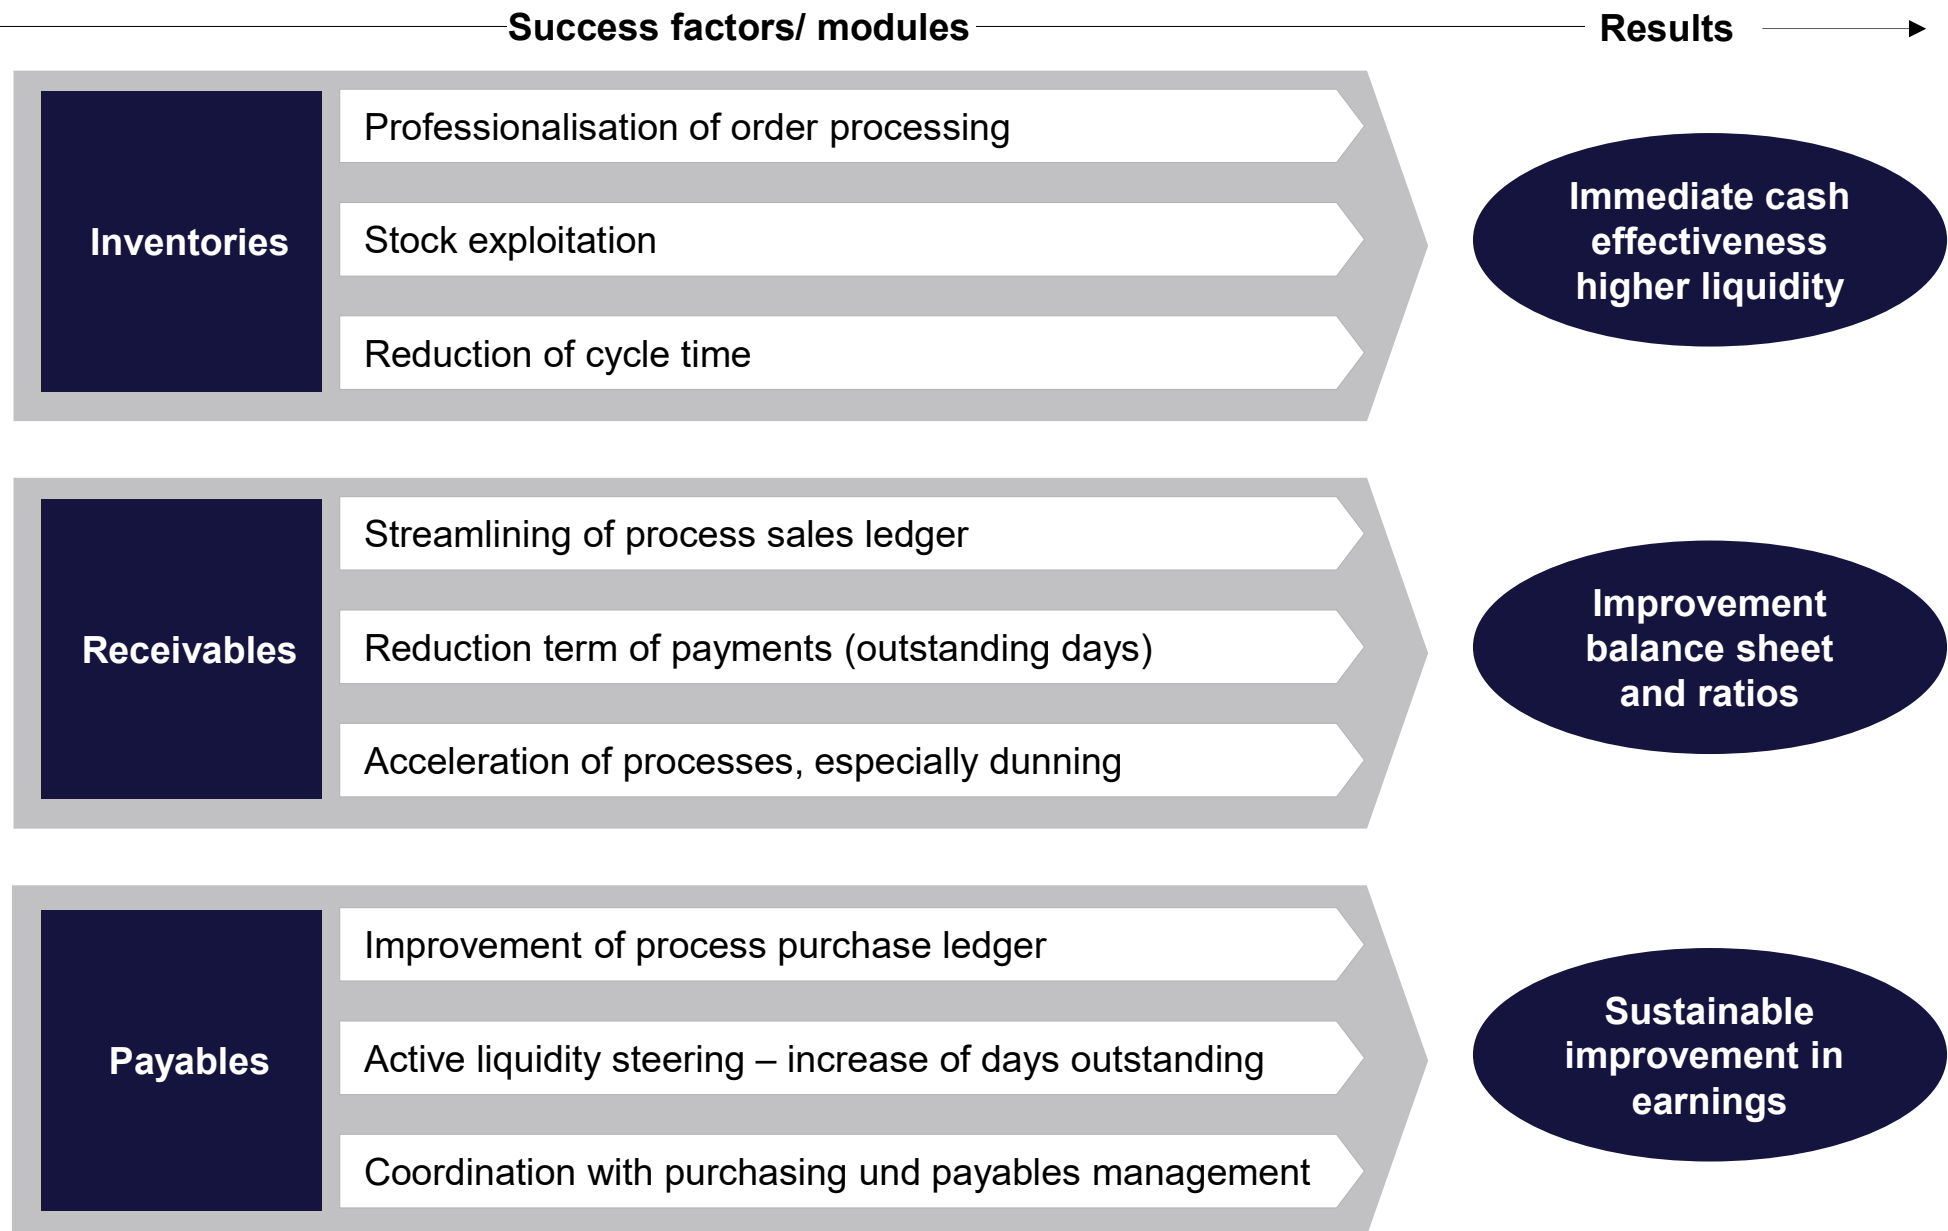 Success factors/ modules
Results
Inventories
Professionalisation of order processing
Stock exploitation
Reduction of cycle time
Immediate cash
effectiveness
higher liquidity
Receivables
Streamlining of process sales ledger
Reduction term of payments (outstanding days)
Acceleration of processes, especially dunning
Improvement
balance sheet
and ratios
Payables
Improvement of process purchase ledger
Active liquidity steering – increase of days outstanding
Coordination with purchasing und payables management
Sustainable
improvement in
earnings